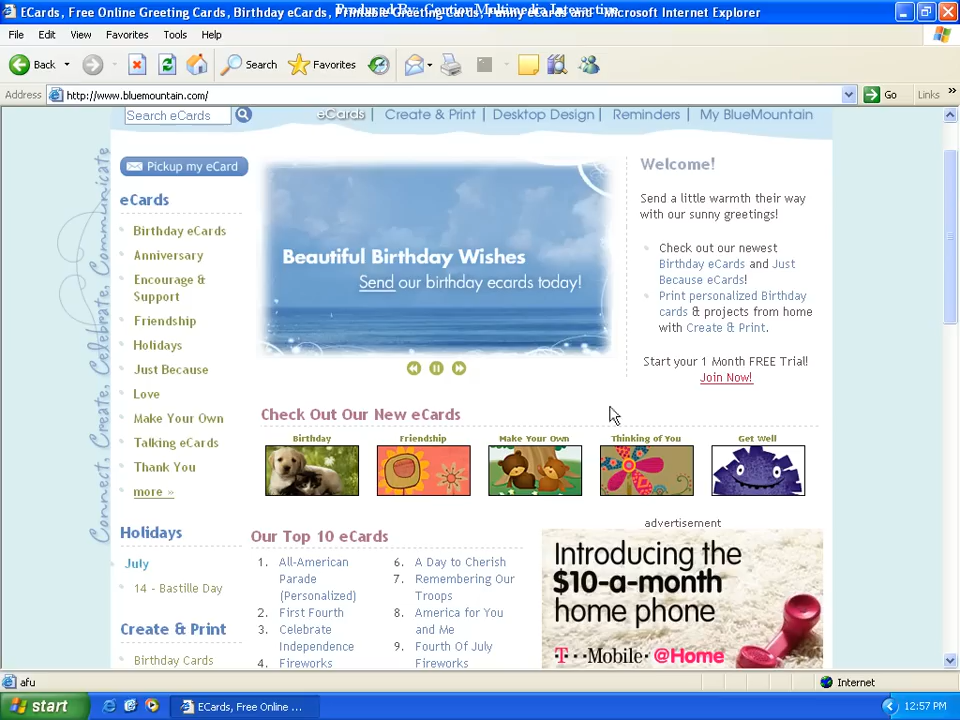 ECards, Free Online Greeting Cards, Birthday eCards, Printable Greeting Cards, Funny eCards and - Microsoft Internet Explorer
File Edit View Favorites Tools Help
Back Search Favorites
Address http://www.bluemountain.com/ Go Links »
Search eCards
eCards | Create & Print | Desktop Design | Reminders | My BlueMountain
Connect, Create, Celebrate, Communicate
Pickup my eCard
eCards
Birthday eCards
Anniversary
Encourage &
Support
Friendship
Holidays
Just Because
Love
Make Your Own
Talking eCards
Thank You
more »
Holidays
July
14 - Bastille Day
Create & Print
Birthday Cards
Beautiful Birthday Wishes
Send our birthday ecards today!
Welcome!
Send a little warmth their way
with our sunny greetings!
Check out our newest
Birthday eCards and Just
Because eCards!
Print personalized Birthday
cards & projects from home
with Create & Print.
Start your 1 Month FREE Trial!
Join Now!
Check Out Our New eCards
Birthday Friendship Make Your Own Thinking of You Get Well
Our Top 10 eCards
1. All-American
Parade
(Personalized)
2. First Fourth
3. Celebrate
Independence
4. Fireworks
6. A Day to Cherish
7. Remembering Our
Troops
8. America for You
and Me
9. Fourth Of July
Fireworks
advertisement
Introducing the
$10-a-month
home phone
T··Mobile·@Home
afu Internet
start ECards, Free Online ... 12:57 PM